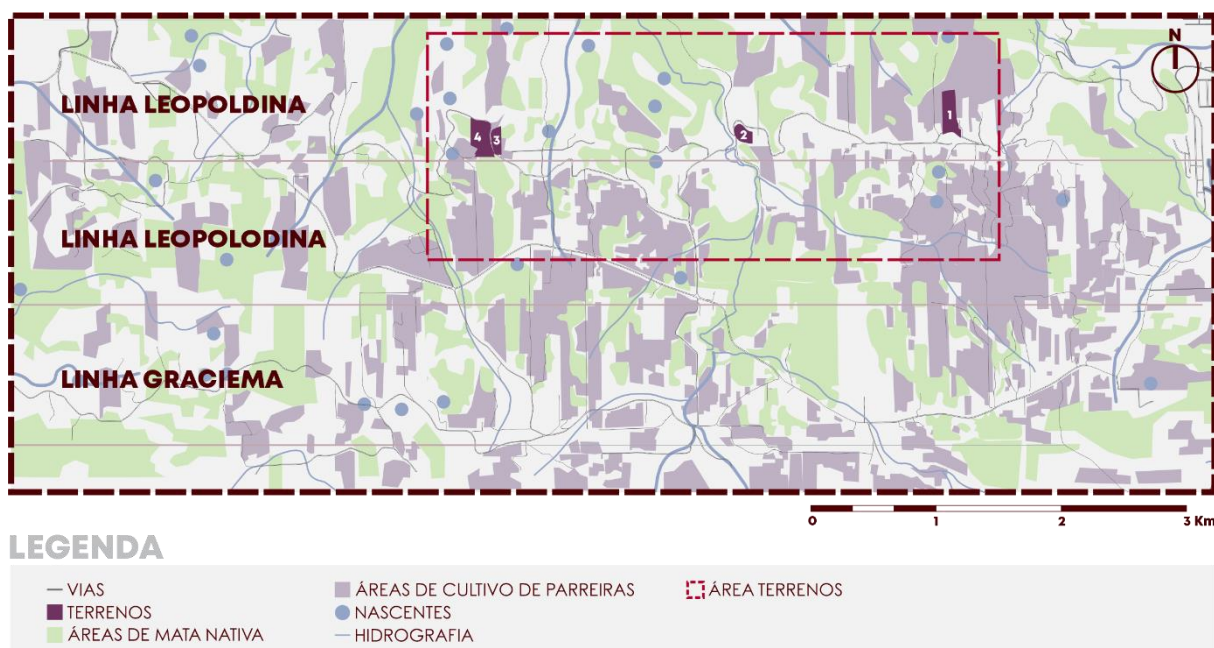 N
LINHA LEOPOLDINA
4 3 2 1
LINHA LEOPOLODINA
LINHA GRACIEMA
0 1 2 3 Km
LEGENDA
VIAS
TERRENOS
ÁREAS DE MATA NATIVA
ÁREAS DE CULTIVO DE PARREIRAS
NASCENTES
HIDROGRAFIA
ÁREA TERRENOS